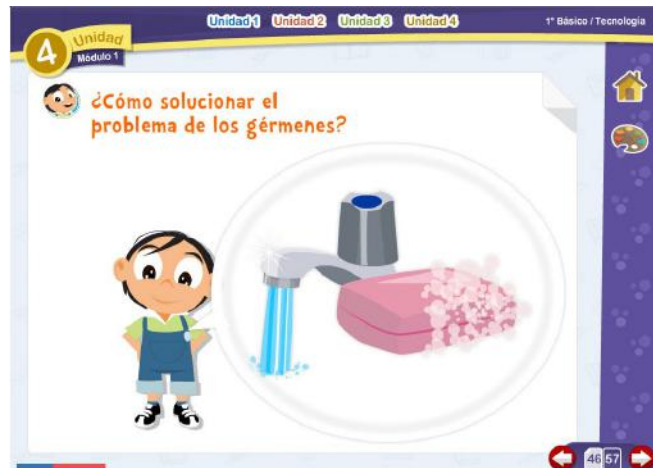 Unidad 1 Unidad 2 Unidad 3 Unidad 4
1° Básico / Tecnología
4 Unidad
Módulo 1
¿Cómo solucionar el
problema de los gérmenes?
46 57